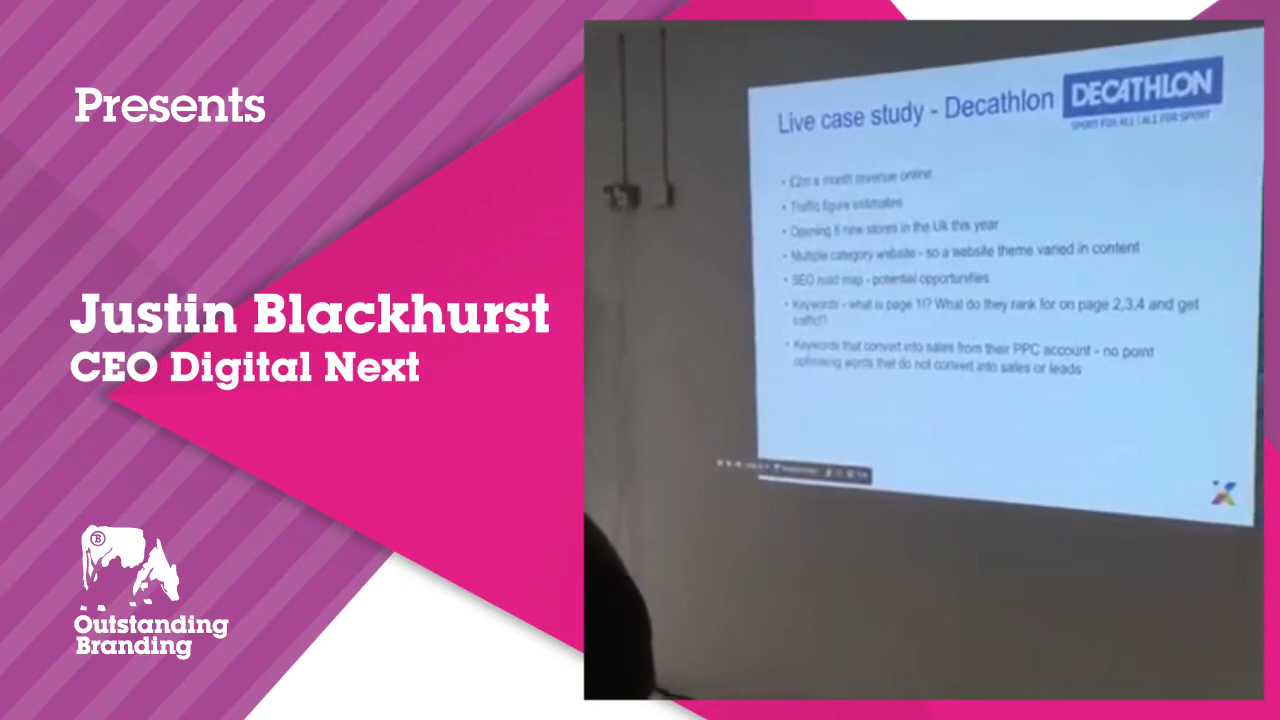 Presents
Justin Blackhurst
CEO Digital Next
B
Outstanding
Branding
Live case study - Decathlon
DECATHLON
SPORT FOR ALL | ALL FOR SPORT
• £2m a month revenue online.
• Traffic figure estimates
• Opening 6 new stores in the Uk this year
• Multiple category website - so a website theme varied in content
• SEO road map - potential opportunities
• Keywords - what is page 1!? What do they rank for on page 2,3,4 and get
traffic!?
• Keywords that convert into sales from their PPC account - no point
optimising words that do not convert into sales or leads